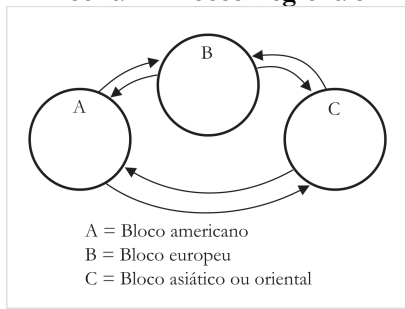 B
A
C
A = Bloco americano
B = Bloco europeu
C = Bloco asiático ou oriental